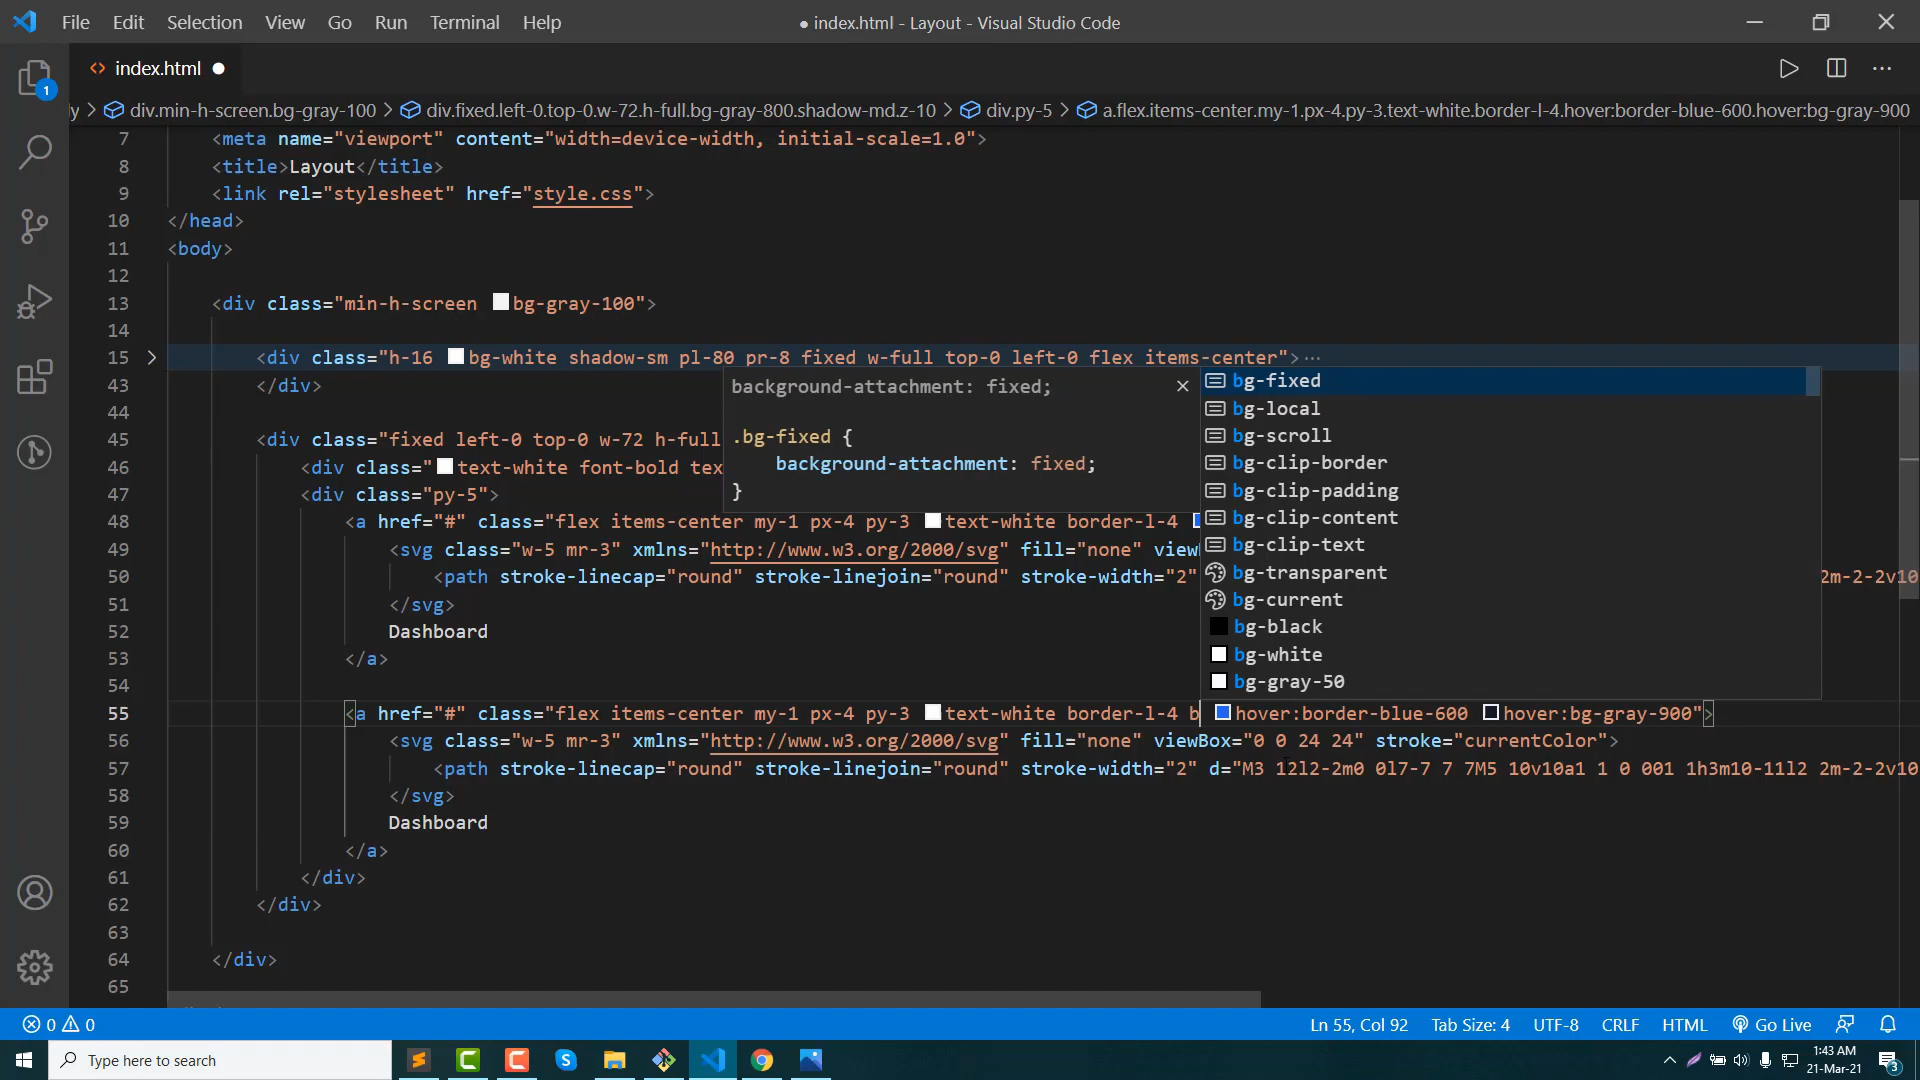 File Edit Selection View Go Run Terminal Help
● index.html - Layout - Visual Studio Code
1
<> index.html ●
y > div.min-h-screen.bg-gray-100 > div.fixed.left-0.top-0.w-72.h-full.bg-gray-800.shadow-md.z-10 > div.py-5 > a.flex.items-center.my-1.px-4.py-3.text-white.border-l-4.hover:border-blue-600.hover:bg-gray-900
7 <meta name="viewport" content="width=device-width, initial-scale=1.0">
8 <title>Layout</title>
9 <link rel="stylesheet" href="style.css">
10 </head>
11 <body>
12
13 <div class="min-h-screen bg-gray-100">
14
15 <div class="h-16 bg-white shadow-sm pl-80 pr-8 fixed w-full top-0 left-0 flex items-center">···
43 </div>
44
45 <div class="fixed left-0 top-0 w-72 h-full
46 <div class="text-white font-bold tex
47 <div class="py-5">
48 <a href="#" class="flex items-center my-1 px-4 py-3 text-white border-l-4
49 <svg class="w-5 mr-3" xmlns="http://www.w3.org/2000/svg" fill="none" view
50 <path stroke-linecap="round" stroke-linejoin="round" stroke-width="2" 2m-2-2v10
51 </svg>
52 Dashboard
53 </a>
54
55 <a href="#" class="flex items-center my-1 px-4 py-3 text-white border-l-4 b hover:border-blue-600 hover:bg-gray-900">
56 <svg class="w-5 mr-3" xmlns="http://www.w3.org/2000/svg" fill="none" viewBox="0 0 24 24" stroke="currentColor">
57 <path stroke-linecap="round" stroke-linejoin="round" stroke-width="2" d="M3 12l2-2m0 0l7-7 7 7M5 10v10a1 1 0 001 1h3m10-11l2 2m-2-2v10
58 </svg>
59 Dashboard
60 </a>
61 </div>
62 </div>
63
64 </div>
65
background-attachment: fixed;
.bg-fixed {
background-attachment: fixed;
}
bg-fixed
bg-local
bg-scroll
bg-clip-border
bg-clip-padding
bg-clip-content
bg-clip-text
bg-transparent
bg-current
bg-black
bg-white
bg-gray-50
0 0 Ln 55, Col 92 Tab Size: 4 UTF-8 CRLF HTML Go Live
Type here to search
1:43 AM
21-Mar-21
3